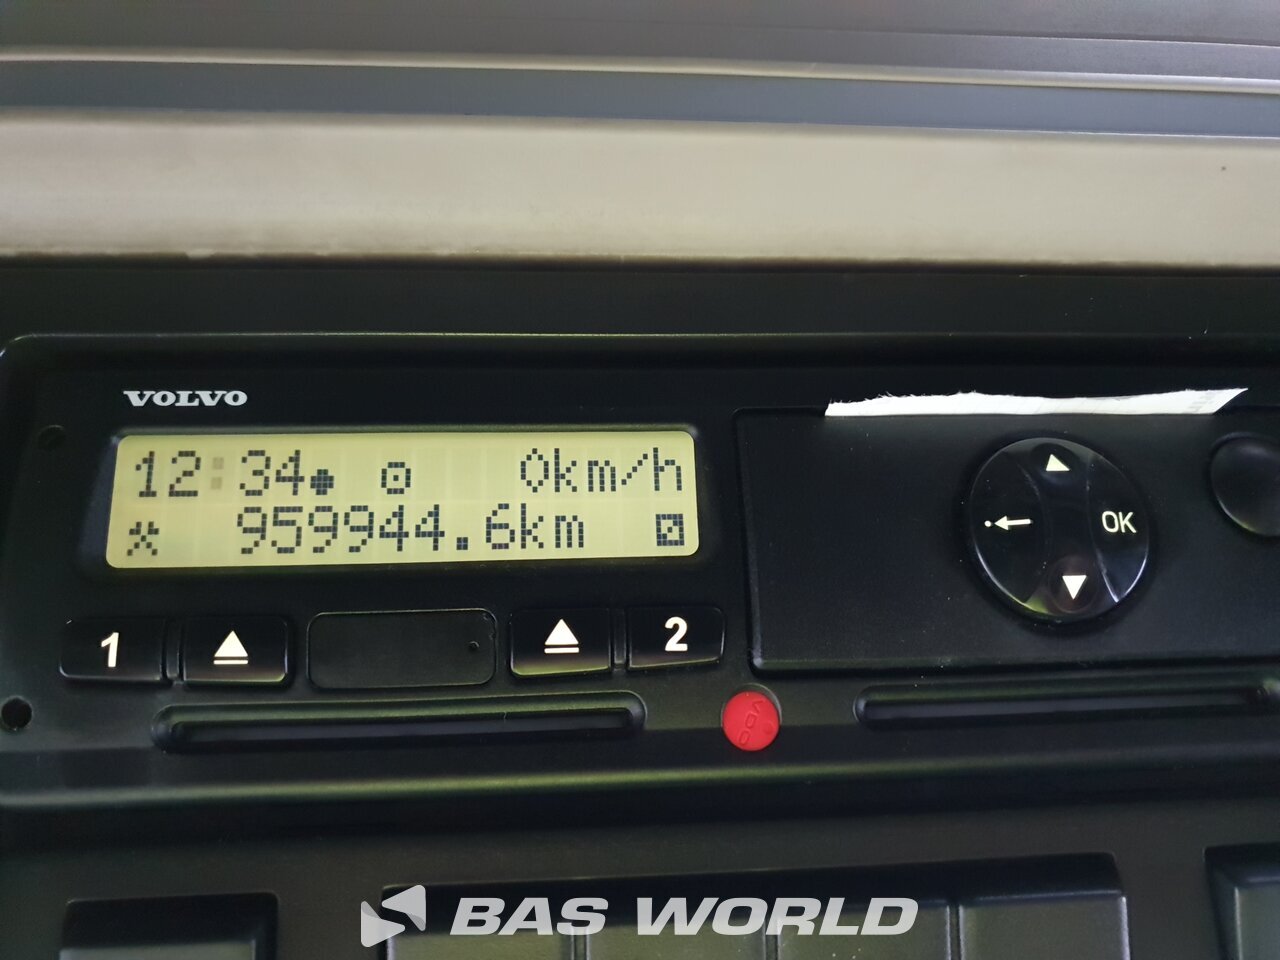 VOLVO
12:34 0km/h
959944.6km
1 2
OK
VDO
BAS WORLD